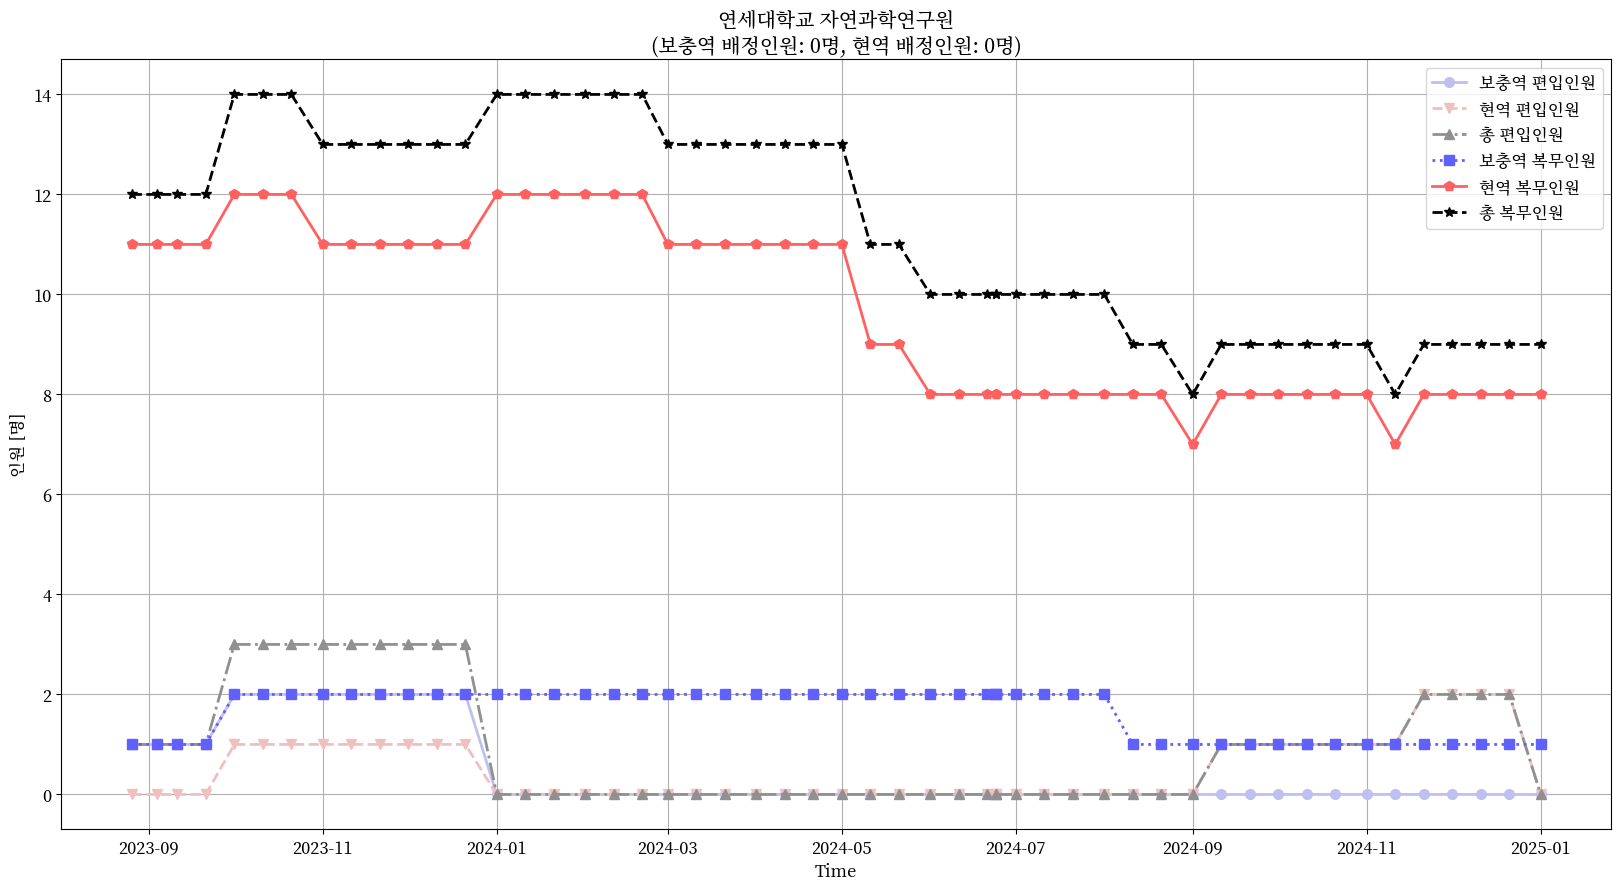 연세대학교 자연과학연구원
(보충역 배정인원: 0명, 현역 배정인원: 0명)
보충역 편입인원
현역 편입인원
총 편입인원
보충역 복무인원
현역 복무인원
총 복무인원
인원 [명]
14
12
10
8
6
4
2
0
2023-09
2023-11
2024-01
2024-03
2024-05
2024-07
2024-09
2024-11
2025-01
Time